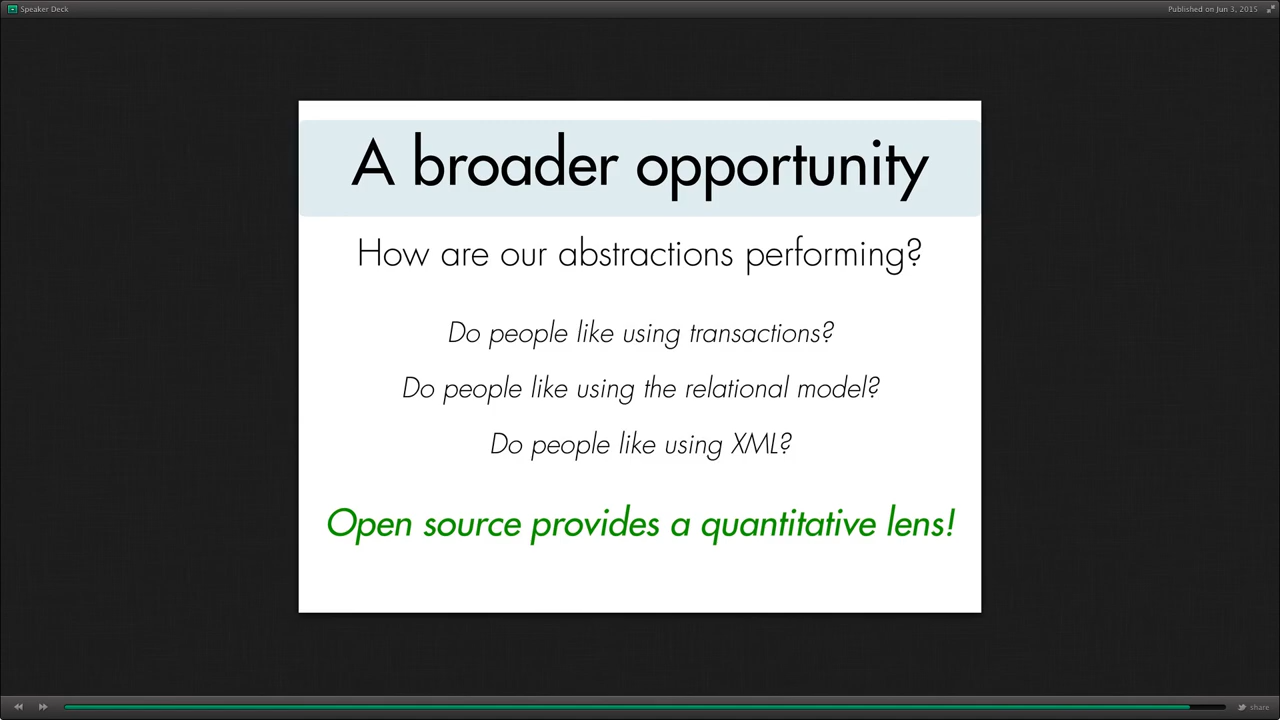 Speaker Deck
Published on Jun 3, 2015
A broader opportunity
How are our abstractions performing?
Do people like using transactions?
Do people like using the relational model?
Do people like using XML?
Open source provides a quantitative lens!
share